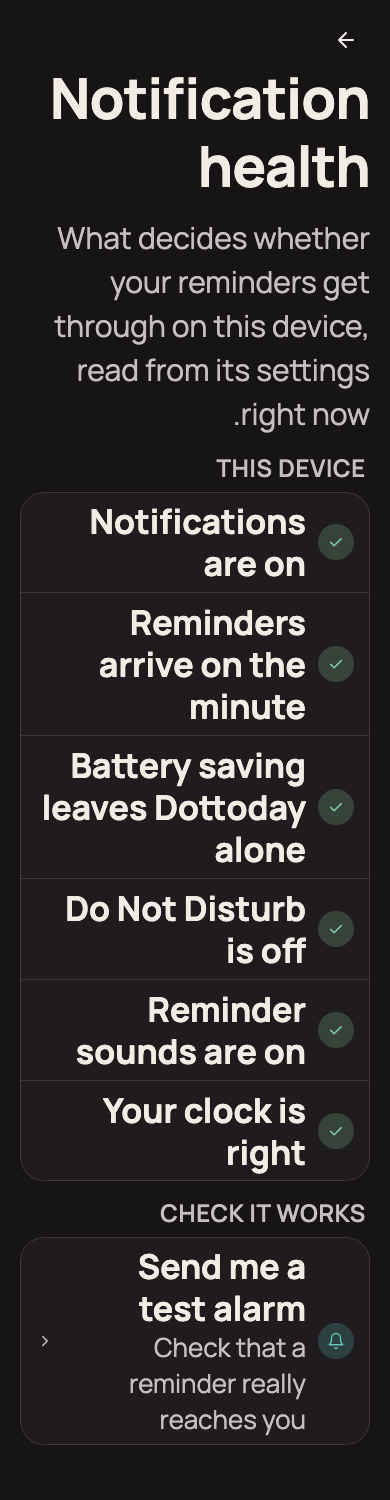 Notification
health
What decides whether
your reminders get
through on this device,
read from its settings
.right now
THIS DEVICE
Notifications
are on
Reminders
arrive on the
minute
Battery saving
leaves Dottoday
alone
Do Not Disturb
is off
Reminder
sounds are on
Your clock is
right
CHECK IT WORKS
Send me a
test alarm
Check that a
reminder really
reaches you